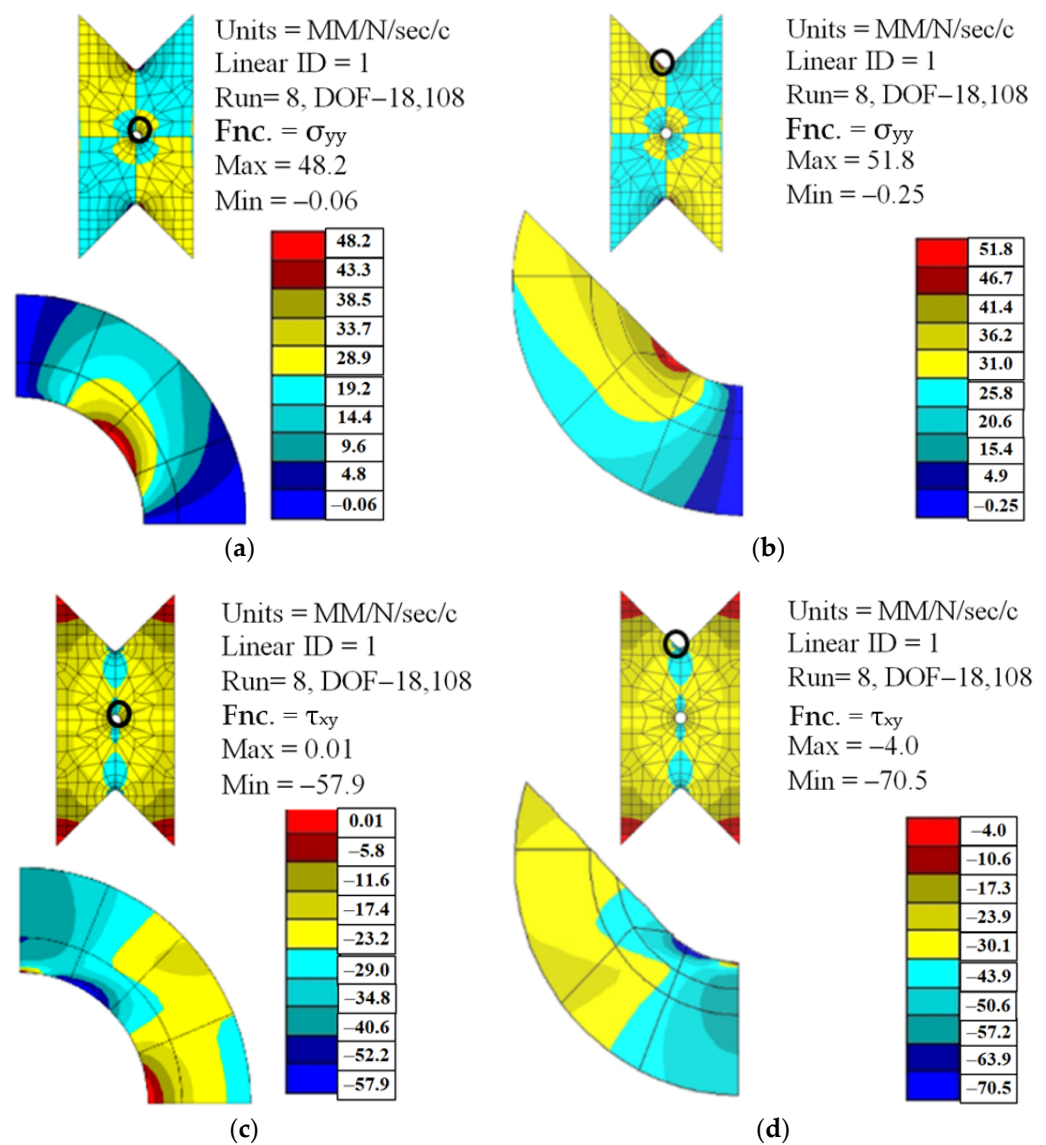 Units = MM/N/sec/c
Linear ID = 1
Run= 8, DOF–18,108
Fnc. = σyy
Max = 48.2
Min = –0.06
48.2
43.3
38.5
33.7
28.9
19.2
14.4
9.6
4.8
–0.06
(a)
Units = MM/N/sec/c
Linear ID = 1
Run= 8, DOF–18,108
Fnc. = σyy
Max = 51.8
Min = –0.25
51.8
46.7
41.4
36.2
31.0
25.8
20.6
15.4
4.9
–0.25
(b)
Units = MM/N/sec/c
Linear ID = 1
Run= 8, DOF–18,108
Fnc. = τxy
Max = 0.01
Min = –57.9
0.01
–5.8
–11.6
–17.4
–23.2
–29.0
–34.8
–40.6
–52.2
–57.9
(c)
Units = MM/N/sec/c
Linear ID = 1
Run= 8, DOF–18,108
Fnc. = τxy
Max = –4.0
Min = –70.5
–4.0
–10.6
–17.3
–23.9
–30.1
–43.9
–50.6
–57.2
–63.9
–70.5
(d)